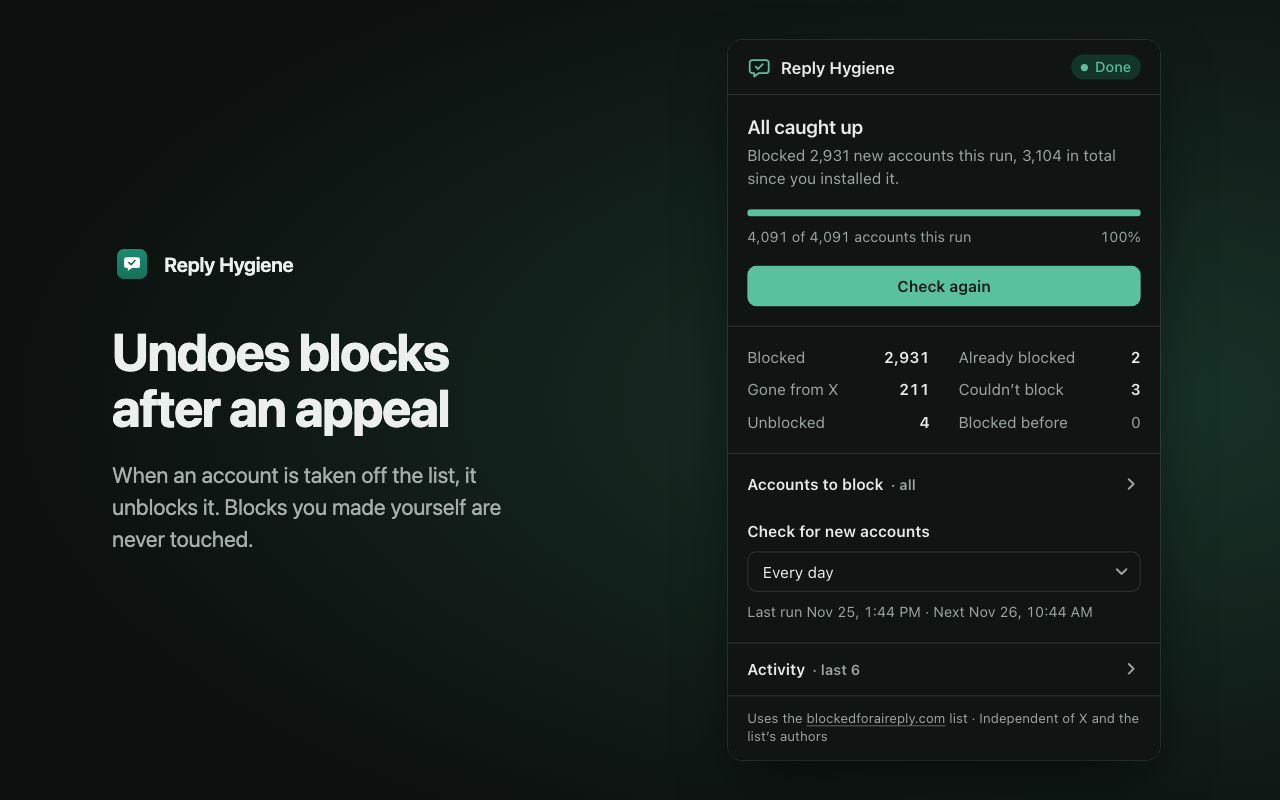 Reply Hygiene
Undoes blocks
after an appeal
When an account is taken off the list, it
unblocks it. Blocks you made yourself are
never touched.
Reply Hygiene
Done
All caught up
Blocked 2,931 new accounts this run, 3,104 in total
since you installed it.
4,091 of 4,091 accounts this run
100%
Check again
Blocked 2,931 Already blocked 2
Gone from X 211 Couldn’t block 3
Unblocked 4 Blocked before 0
Accounts to block · all
Check for new accounts
Every day
Last run Nov 25, 1:44 PM · Next Nov 26, 10:44 AM
Activity · last 6
Uses the blockedforaireply.com list · Independent of X and the
list’s authors